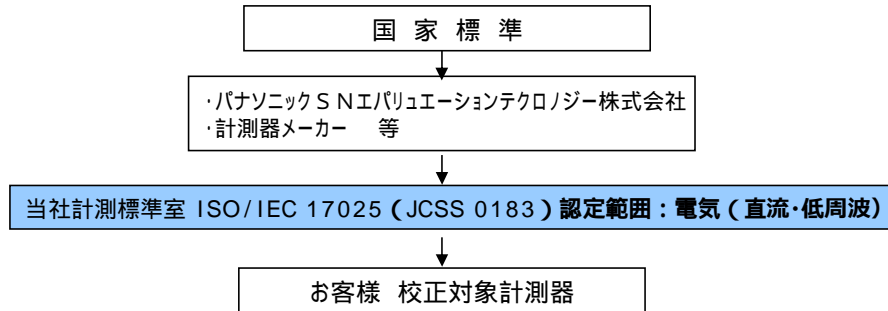 国 家 標 準
・パナソニックＳＮエバリュエーションテクロノジー株式会社
・計測器メーカー　等
当社計測標準室 ISO/IEC 17025（JCSS 0183）認定範囲：電気（直流・低周波）
お客様 校正対象計測器